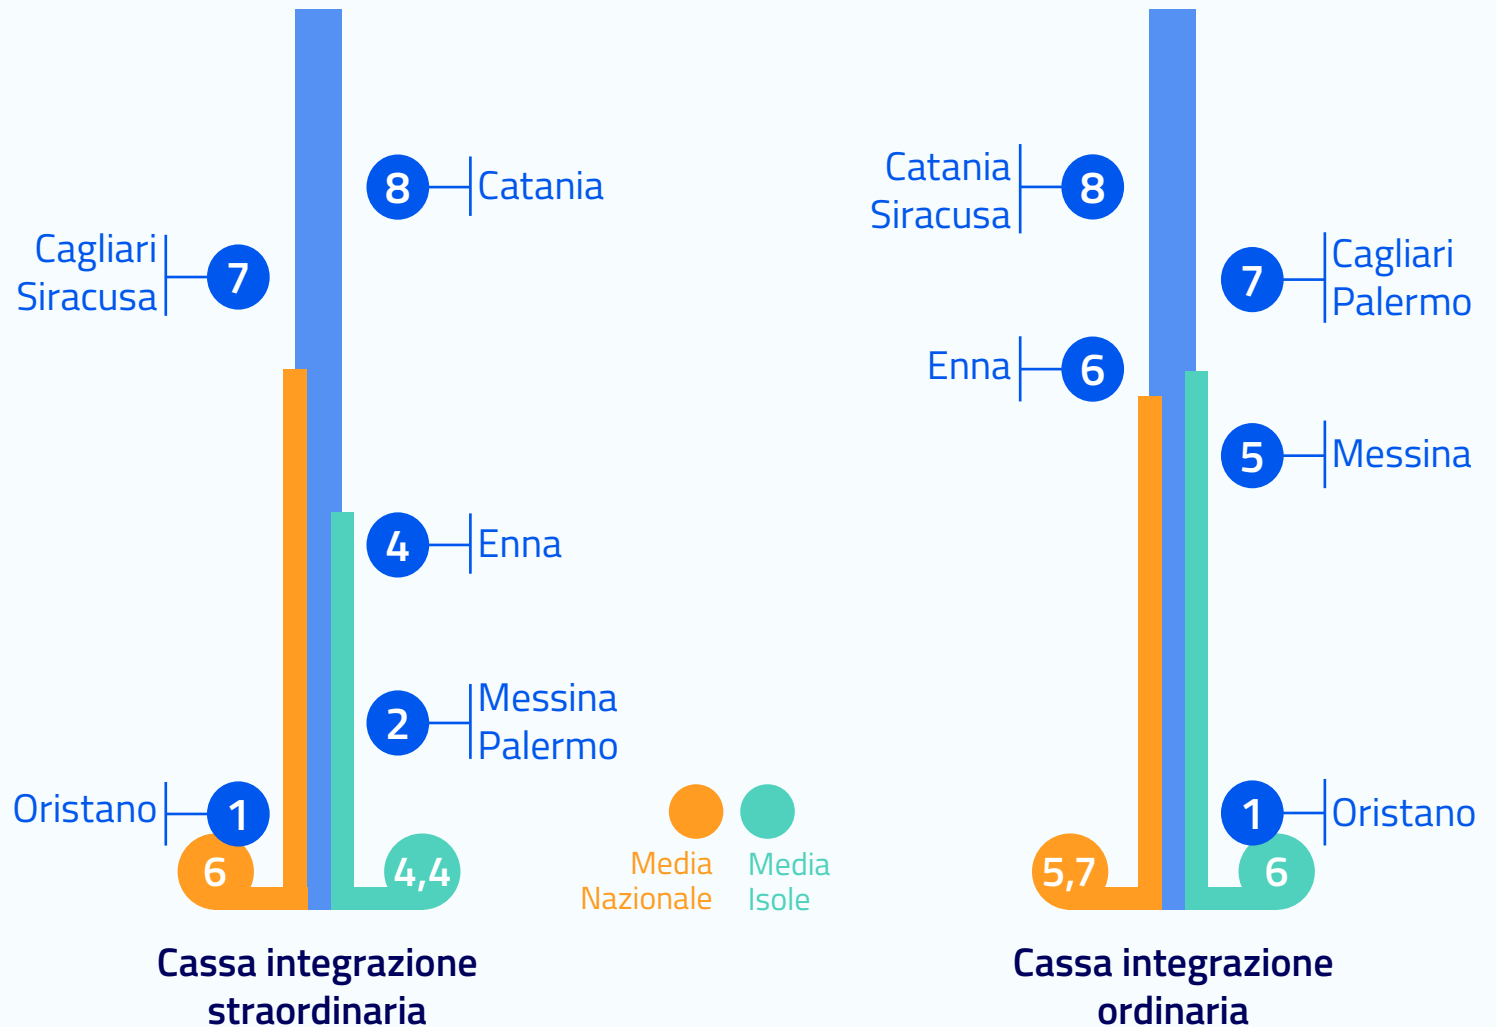 8
Catania
Cagliari
Siracusa
7
4
Enna
2
Messina
Palermo
Oristano
1
6
4,4
Cassa integrazione
straordinaria
Media
Nazionale
Media
Isole
Catania
Siracusa
8
7
Cagliari
Palermo
Enna
6
5
Messina
1
Oristano
5,7
6
Cassa integrazione
ordinaria